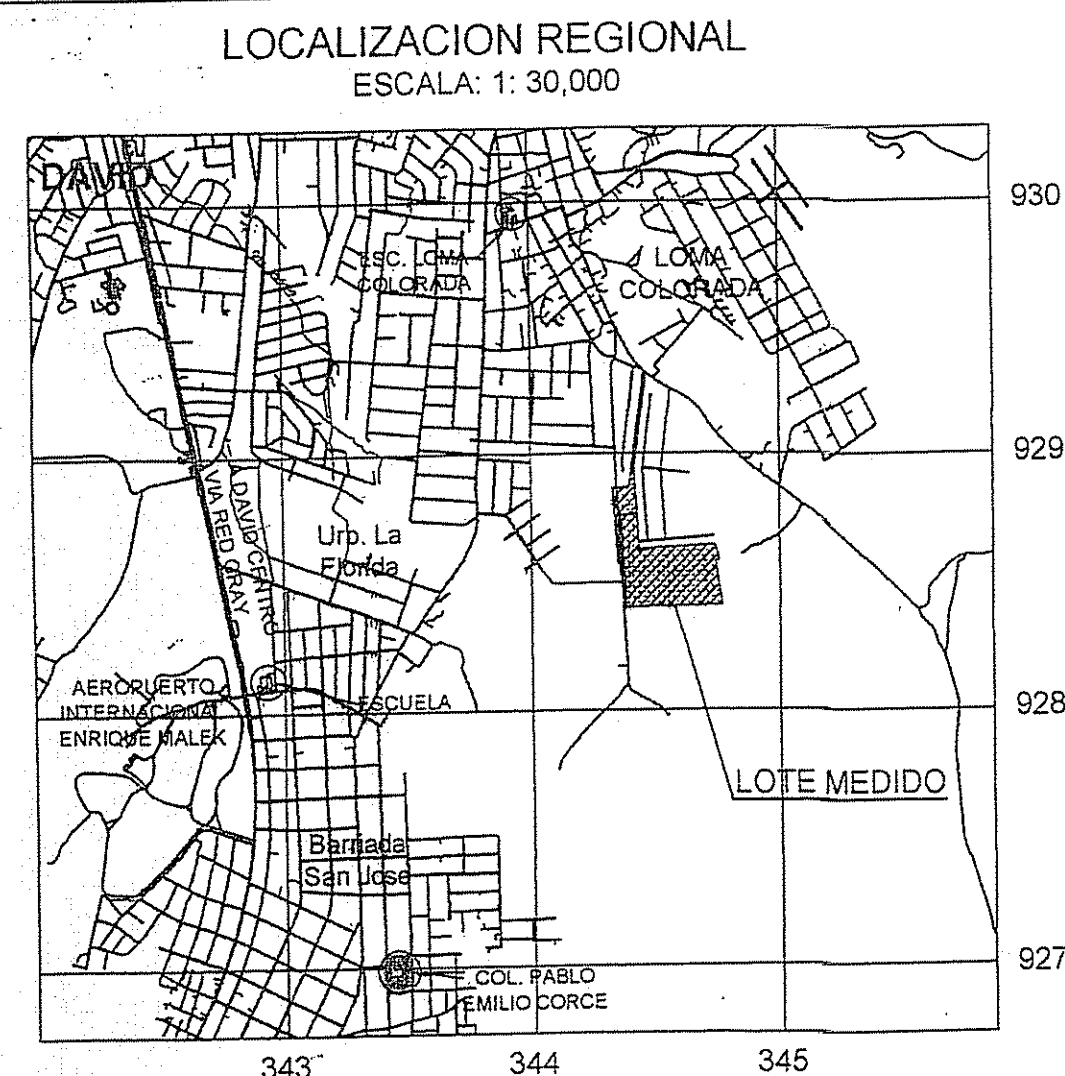 LOCALIZACION REGIONAL
ESCALA: 1: 30,000
DAVID
930
ESC. LOMA
COLORADA
LOMA
COLORADA
929
A DAVID CENTRO
VIA RED GRAY
Urb. La
Florida
AEROPUERTO
INTERNACIONAL
ENRIQUE MALEK
ESCUELA
928
LOTE MEDIDO
Barriada
San Jose
927
COL. PABLO
EMILIO CORCE
343
344
345